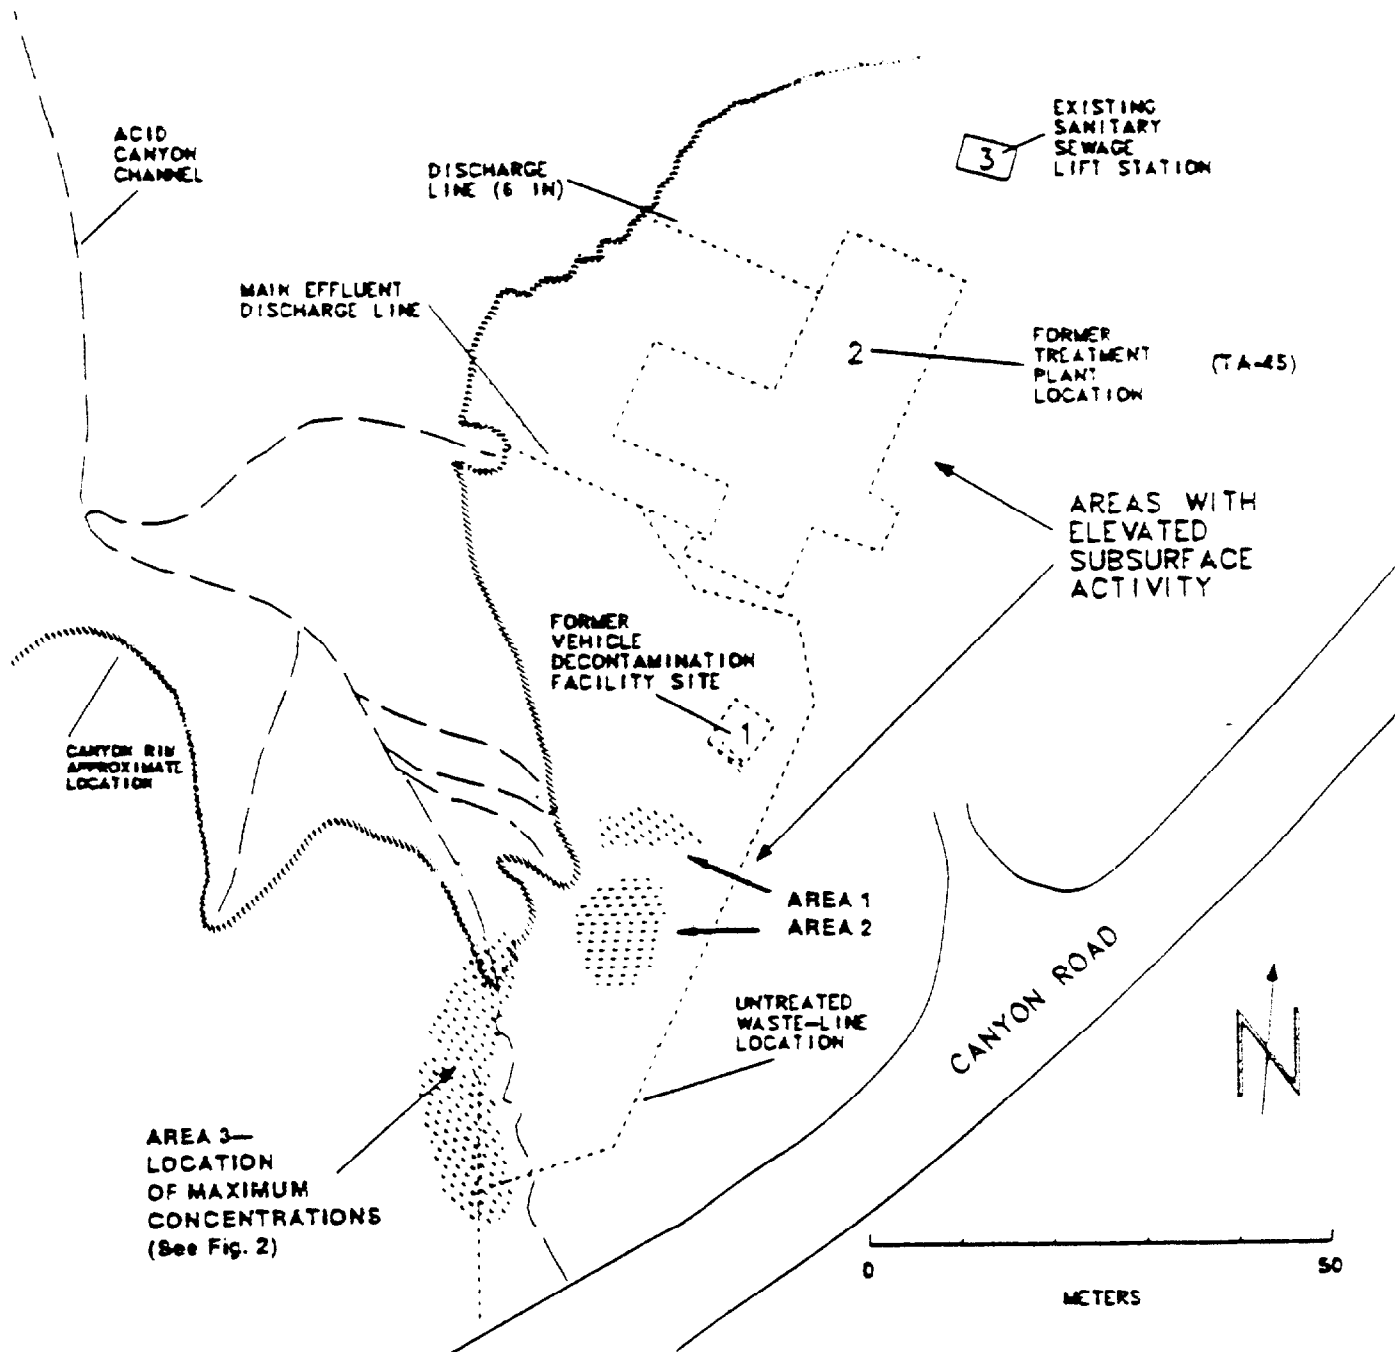 EXISTING
SANITARY
SEWAGE
LIFT STATION
3
ACID
CANYON
CHANNEL
DISCHARGE
LINE (6 IN)
MAIN EFFLUENT
DISCHARGE LINE
2
FORMER
TREATMENT
PLANT
LOCATION
(TA-45)
AREAS WITH
ELEVATED
SUBSURFACE
ACTIVITY
FORMER
VEHICLE
DECONTAMINATION
FACILITY SITE
1
CANYON RIM
APPROXIMATE
LOCATION
AREA 1
AREA 2
UNTREATED
WASTE-LINE
LOCATION
CANYON ROAD
N
AREA 3—
LOCATION
OF MAXIMUM
CONCENTRATIONS
(See Fig. 2)
0
50
METERS